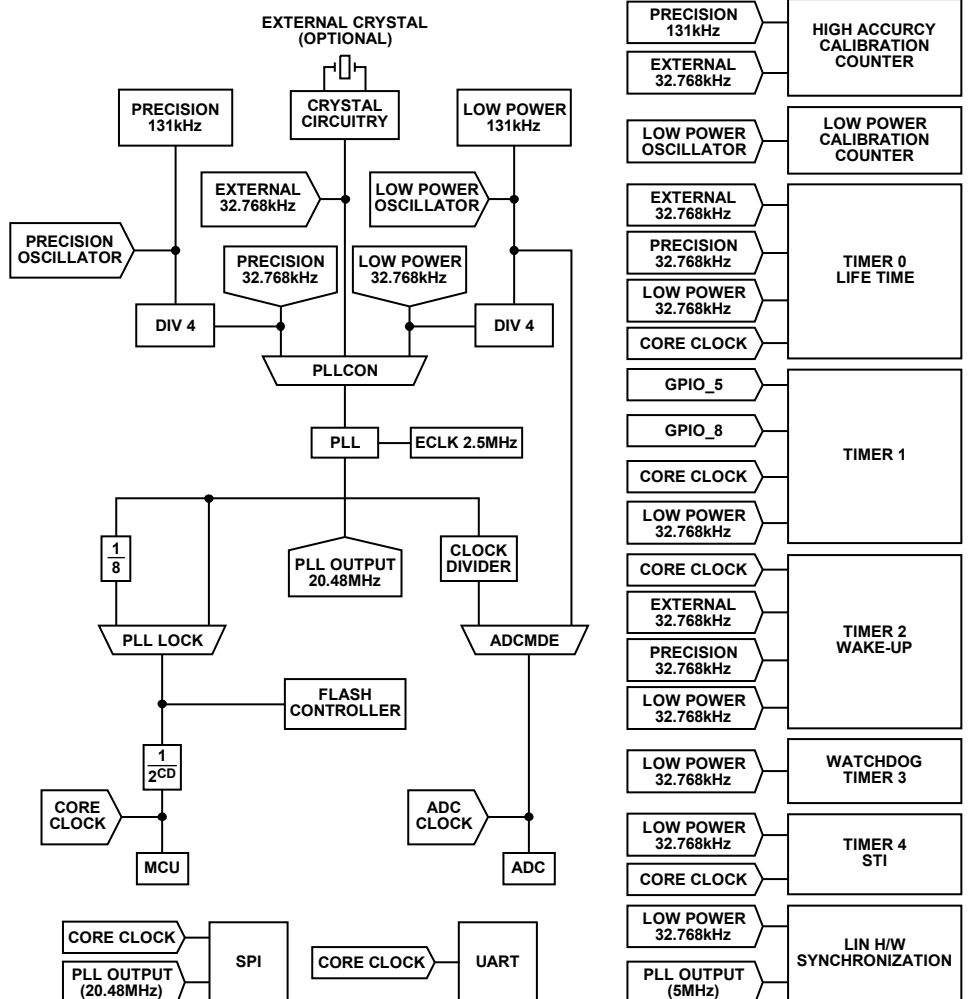 EXTERNAL CRYSTAL
(OPTIONAL)
PRECISION
131kHz
CRYSTAL
CIRCUITRY
LOW POWER
131kHz
EXTERNAL
32.768kHz
LOW POWER
OSCILLATOR
PRECISION
OSCILLATOR
PRECISION
32.768kHz
LOW POWER
32.768kHz
DIV 4
DIV 4
PLLCON
PLL
ECLK 2.5MHz
1
8
PLL OUTPUT
20.48MHz
CLOCK
DIVIDER
PLL LOCK
ADCMDE
FLASH
CONTROLLER
1
2CD
CORE
CLOCK
ADC
CLOCK
MCU
ADC
CORE CLOCK
PLL OUTPUT
(20.48MHz)
SPI
CORE CLOCK
UART
PRECISION
131kHz
EXTERNAL
32.768kHz
HIGH ACCURCY
CALIBRATION
COUNTER
LOW POWER
OSCILLATOR
LOW POWER
CALIBRATION
COUNTER
EXTERNAL
32.768kHz
PRECISION
32.768kHz
LOW POWER
32.768kHz
CORE CLOCK
TIMER 0
LIFE TIME
GPIO_5
GPIO_8
CORE CLOCK
LOW POWER
32.768kHz
TIMER 1
CORE CLOCK
EXTERNAL
32.768kHz
PRECISION
32.768kHz
LOW POWER
32.768kHz
TIMER 2
WAKE-UP
LOW POWER
32.768kHz
WATCHDOG
TIMER 3
LOW POWER
32.768kHz
CORE CLOCK
TIMER 4
STI
LOW POWER
32.768kHz
PLL OUTPUT
(5MHz)
LIN H/W
SYNCHRONIZATION